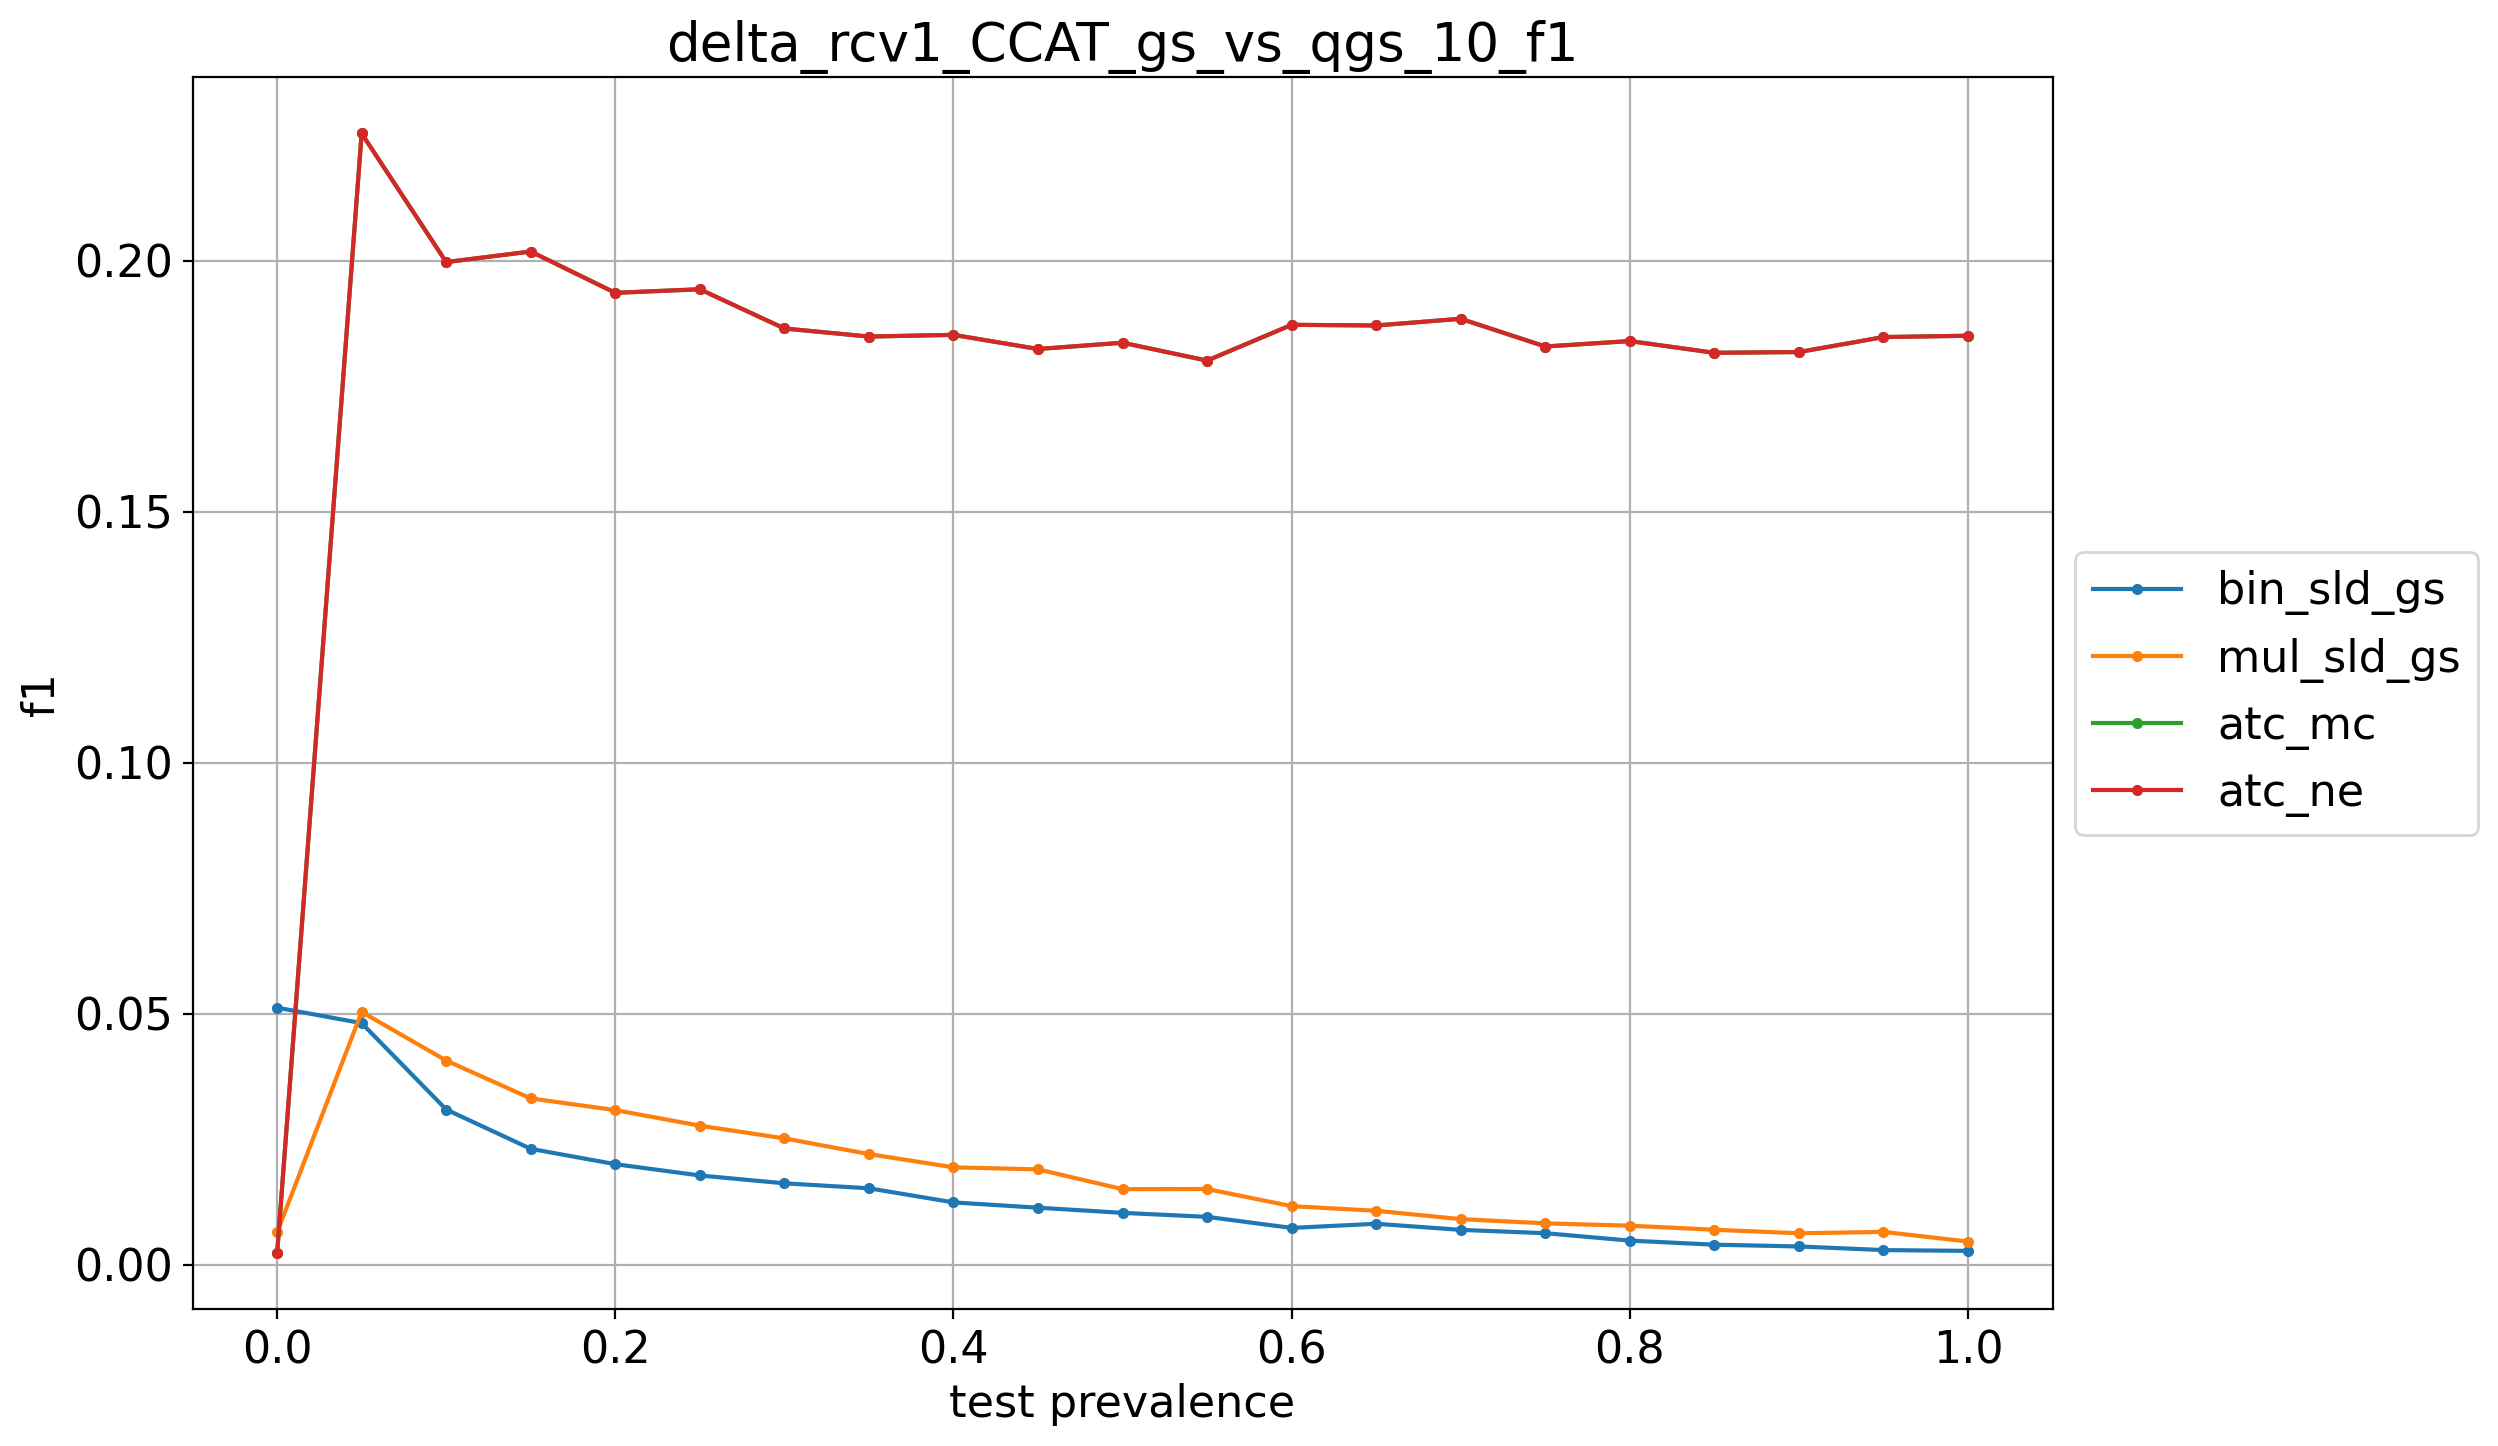 delta_rcv1_CCAT_gs_vs_qgs_10_f1
0.20
0.15
0.10
0.05
0.00
f1
0.0 0.2 0.4 0.6 0.8 1.0
test prevalence
bin_sld_gs
mul_sld_gs
atc_mc
atc_ne